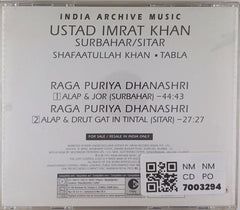 INDIA ARCHIVE MUSIC
USTAD IMRAT KHAN
SURBAHAR/SITAR
SHAFAATULLAH KHAN • TABLA
RAGA PURIYA DHANASHRI
1 ALAP & JOR (SURBAHAR) –44:43
RAGA PURIYA DHANASHRI
2 ALAP & DRUT GAT IN TINTAL (SITAR) –27:27
FOR SALE / RESALE IN INDIA ONLY
NM NM
CD PO
7003294